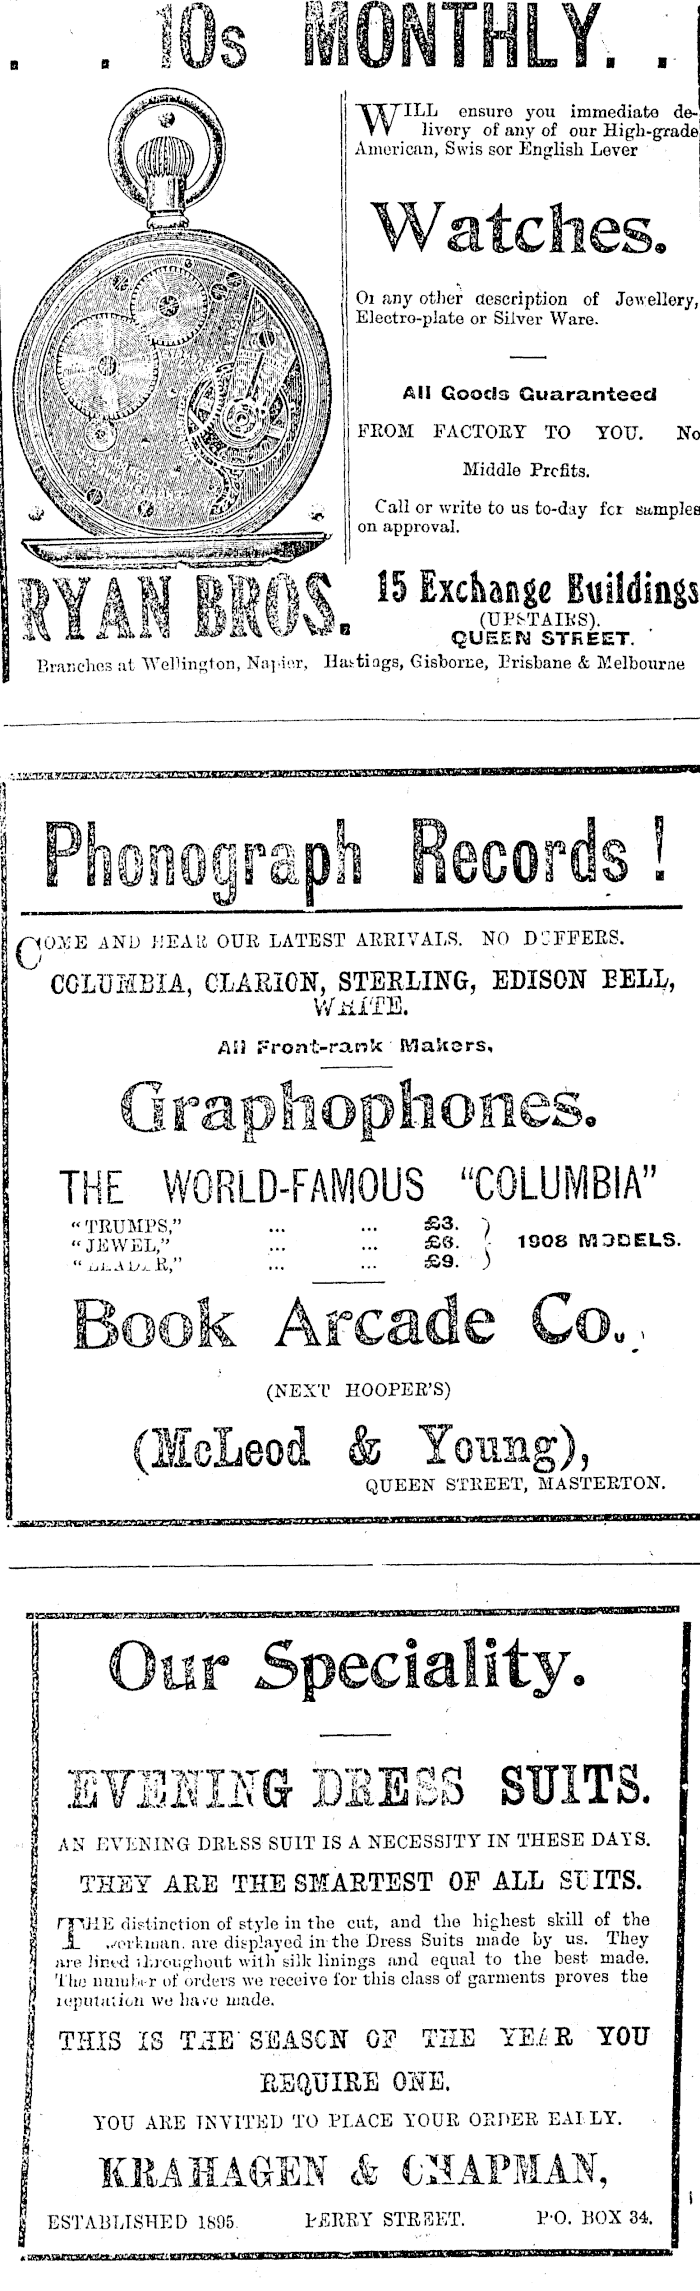 . . 10s MONTHLY. .
WILL ensure you immediate de-
livery of any of our High-grade
American, Swis sor English Lever
Watches.
Or any other description of Jewellery,
Electro-plate or Silver Ware.
All Goods Guaranteed
FROM FACTORY TO YOU. No
Middle Profits.
Call or write to us to-day for samples
on approval.
RYAN BROS.
15 Exchange Buildings
(UPSTAIRS).
QUEEN STREET.
Branches at Wellington, Napier, Hastings, Gisborne, Brisbane & Melbourne
Phonograph Records!
COME AND HEAR OUR LATEST ARRIVALS. NO DUFFERS.
COLUMBIA, CLARION, STERLING, EDISON BELL,
WHITE.
All Front-rank Makers.
Graphophones.
THE WORLD-FAMOUS "COLUMBIA"
"TRUMPS," ... ... £3.
"JEWEL," ... ... £6. 1908 MODELS.
"LEADER," ... ... £9.
Book Arcade Co.,
(NEXT HOOPER'S)
(McLeod & Young),
QUEEN STREET, MASTERTON.
Our Speciality.
EVENING DRESS SUITS.
AN EVENING DRESS SUIT IS A NECESSITY IN THESE DAYS.
THEY ARE THE SMARTEST OF ALL SUITS.
THE distinction of style in the cut, and the highest skill of the
workman. are displayed in the Dress Suits made by us. They
are lined throughout with silk linings and equal to the best made.
The number of orders we receive for this class of garments proves the
reputation we have made.
THIS IS THE SEASON OF THE YEAR YOU
REQUIRE ONE.
YOU ARE INVITED TO PLACE YOUR ORDER EARLY.
KRAHAGEN & CHAPMAN,
ESTABLISHED 1895. PERRY STREET. P.O. BOX 34.